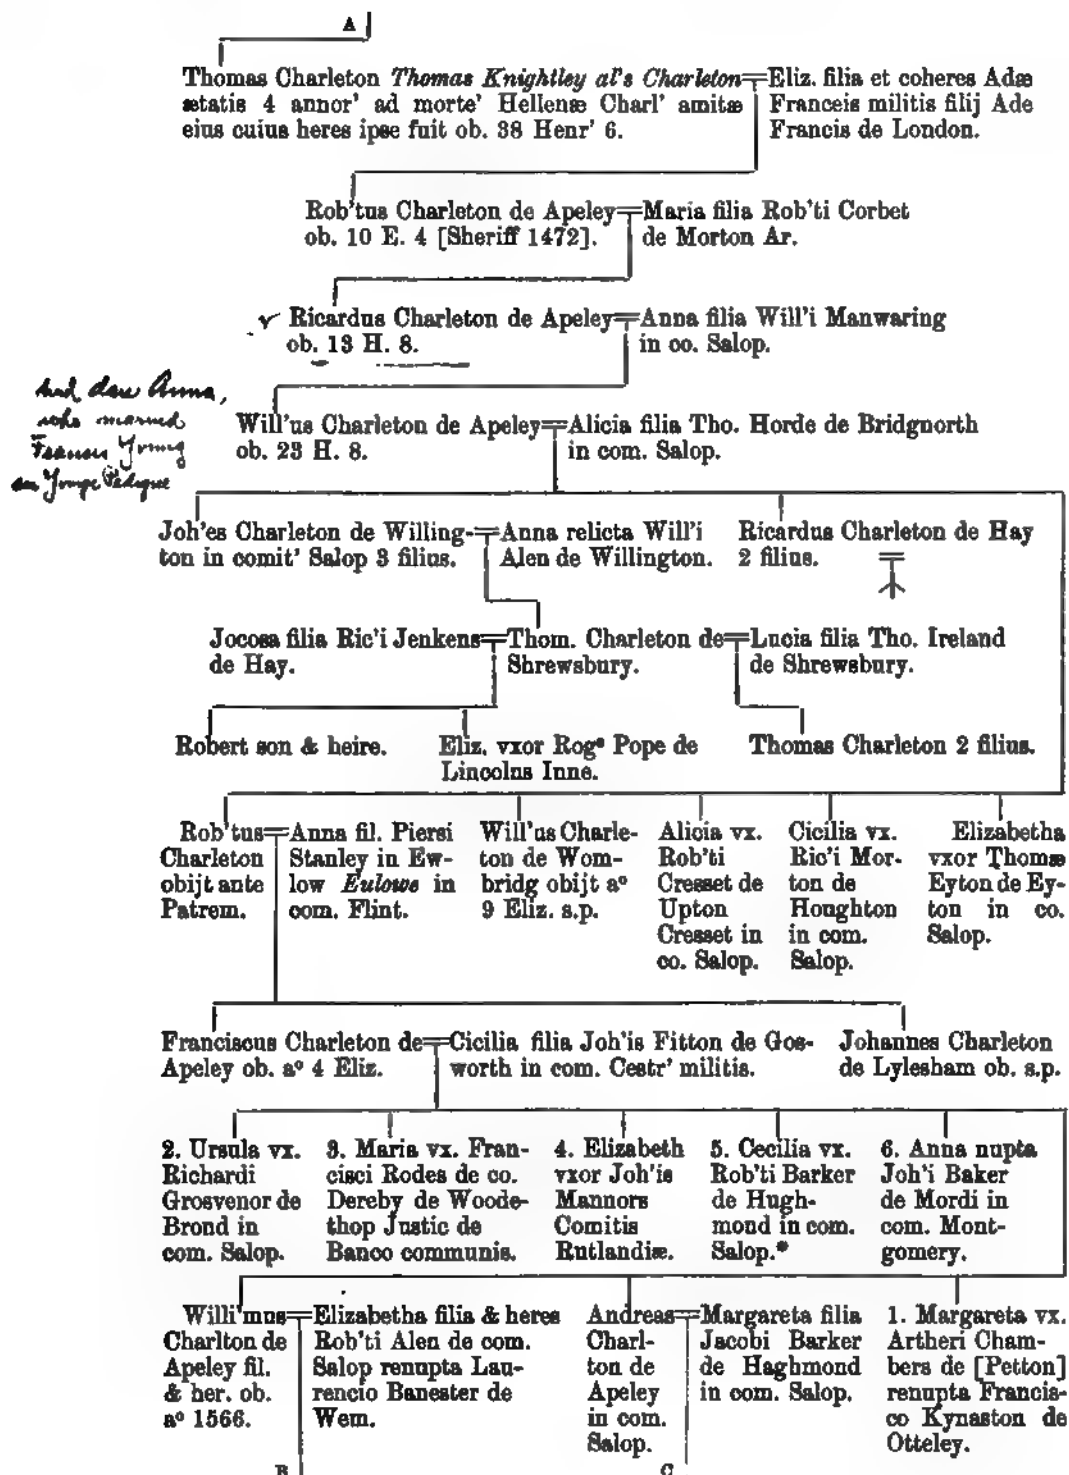 A
Thomas Charleton Thomas Knightley al's Charleton
ætatis 4 annor' ad morte' Hellenæ Charl' amitæ
eius cuius heres ipse fuit ob. 38 Henr' 6.
Eliz. filia et coheres Adæ
Franceis militis filij Ade
Francis de London.
Rob'tus Charleton de Apeley
ob. 10 E. 4 [Sheriff 1472].
Maria filia Rob'ti Corbet
de Morton Ar.
Ricardus Charleton de Apeley
ob. 13 H. 8.
Anna filia Will'i Manwaring
in co. Salop.
and dau Anna,
who married
Francis Young
see Younge Pedigree
Will'us Charleton de Apeley
ob. 23 H. 8.
Alicia filia Tho. Horde de Bridgnorth
in com. Salop.
Joh'es Charleton de Willing-
ton in comit' Salop 3 filius.
Anna relicta Will'i
Alen de Willington.
Ricardus Charleton de Hay
2 filius.
Jocosa filia Ric'i Jenkens
de Hay.
Thom. Charleton de
Shrewsbury.
Lucia filia Tho. Ireland
de Shrewsbury.
Robert son & heire.
Eliz. vxor Rog^e Pope de
Lincolns Inne.
Thomas Charleton 2 filius.
Rob'tus
Charleton
obijt ante
Patrem.
Anna fil. Piersi
Stanley in Ew-
low Eulowe in
com. Flint.
Will'us Charle-
ton de Wom-
bridg obijt aº
9 Eliz. s.p.
Alicia vx.
Rob'ti
Cresset de
Upton
Cresset in
co. Salop.
Cicilia vx.
Ric'i Mor-
ton de
Houghton
in com.
Salop.
Elizabetha
vxor Thomæ
Eyton de Ey-
ton in co.
Salop.
Franciscus Charleton de
Apeley ob. aº 4 Eliz.
Cicilia filia Joh'is Fitton de Gos-
worth in com. Cestr' militis.
Johannes Charleton
de Lylesham ob. s.p.
2. Ursula vx.
Richardi
Grosvenor de
Brond in
com. Salop.
3. Maria vx. Fran-
cisci Rodes de co.
Dereby de Woode-
thop Justic de
Banco communis.
4. Elizabeth
vxor Joh'is
Mannors
Comitis
Rutlandiæ.
5. Cecilia vx.
Rob'ti Barker
de Hugh-
mond in com.
Salop.*
6. Anna nupta
Joh'i Baker
de Mordi in
com. Mont-
gomery.
Willi'mus
Charlton de
Apeley fil.
& her. ob.
aº 1566.
Elizabetha filia & heres
Rob'ti Alen de com.
Salop renupta Lau-
rencio Banester de
Wem.
Andreas
Charl-
ton de
Apeley
in com.
Salop.
Margareta filia
Jacobi Barker
de Haghmond
in com. Salop.
1. Margareta vx.
Artheri Cham-
bers de [Petton]
renupta Francis-
co Kynaston de
Otteley.
B
C